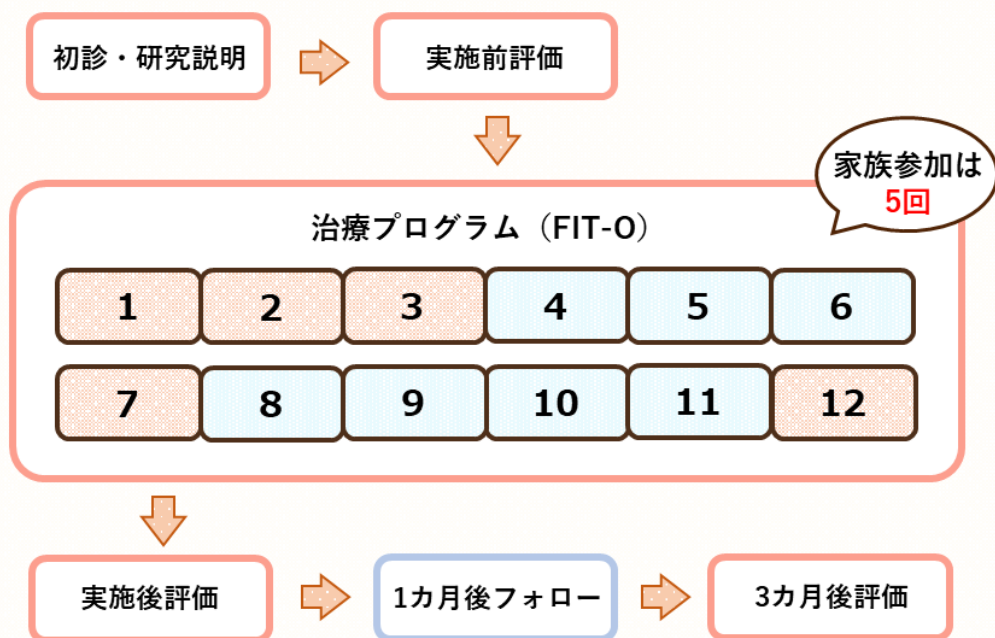 初診・研究説明
実施前評価
家族参加は
5回
治療プログラム（FIT-O）
1 2 3 4 5 6
7 8 9 10 11 12
実施後評価
1カ月後フォロー
3カ月後評価